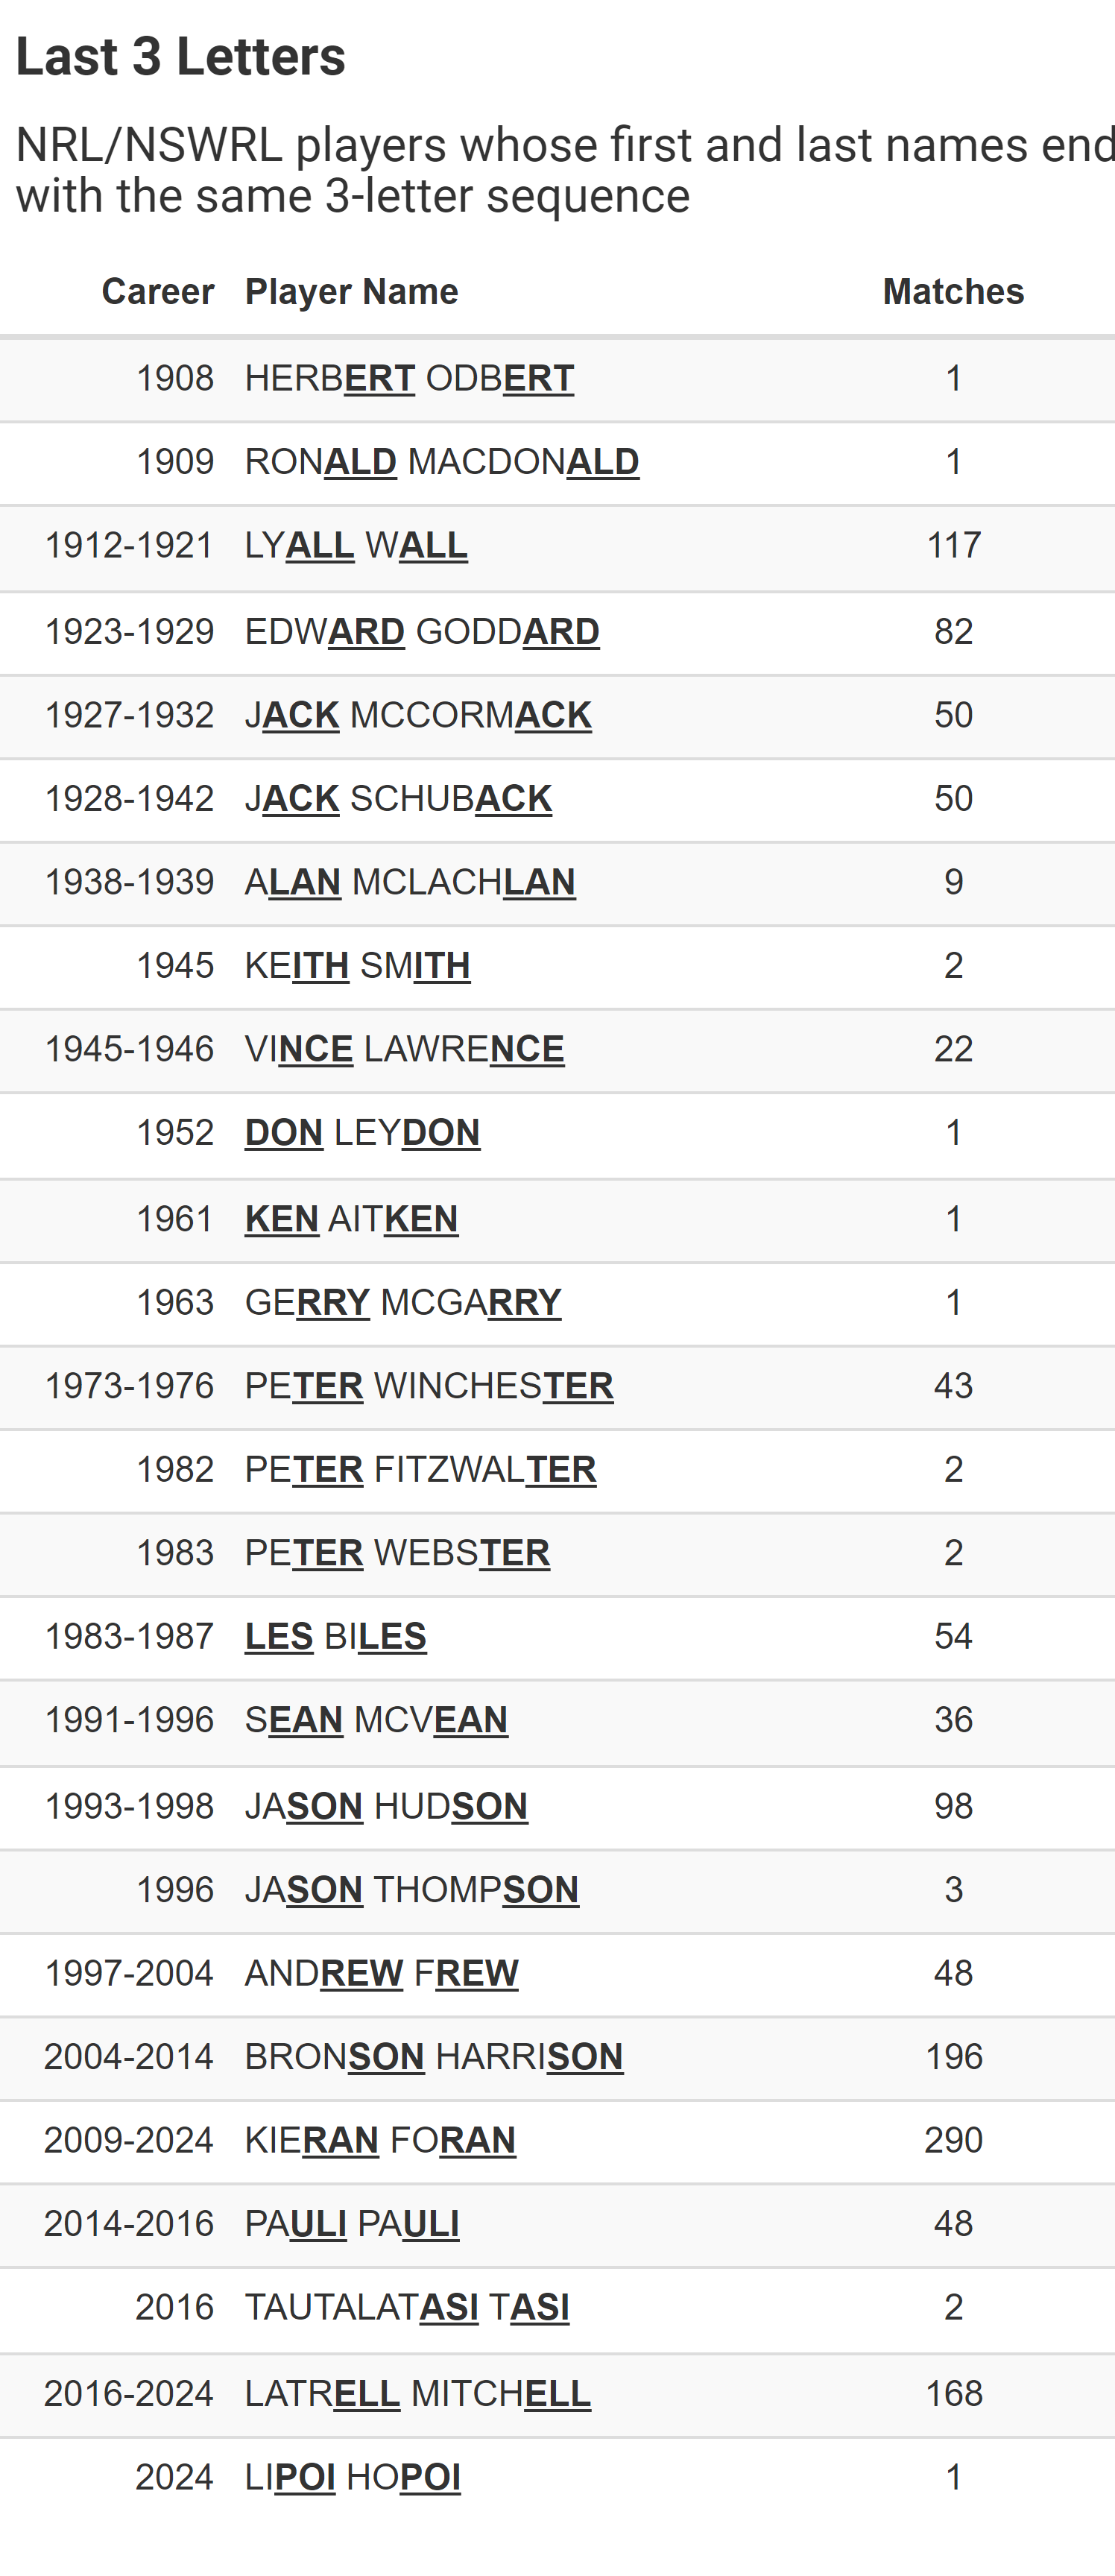 Last 3 Letters
NRL/NSWRL players whose first and last names end
with the same 3-letter sequence
Career Player Name Matches
1908 HERBERT ODBERT 1
1909 RONALD MACDONALD 1
1912-1921 LYALL WALL 117
1923-1929 EDWARD GODDARD 82
1927-1932 JACK MCCORMACK 50
1928-1942 JACK SCHUBACK 50
1938-1939 ALAN MCLACHLAN 9
1945 KEITH SMITH 2
1945-1946 VINCE LAWRENCE 22
1952 DON LEYDON 1
1961 KEN AITKEN 1
1963 GERRY MCGARRY 1
1973-1976 PETER WINCHESTER 43
1982 PETER FITZWALTER 2
1983 PETER WEBSTER 2
1983-1987 LES BILES 54
1991-1996 SEAN MCVEAN 36
1993-1998 JASON HUDSON 98
1996 JASON THOMPSON 3
1997-2004 ANDREW FREW 48
2004-2014 BRONSON HARRISON 196
2009-2024 KIERAN FORAN 290
2014-2016 PAULI PAULI 48
2016 TAUTALATASI TASI 2
2016-2024 LATRELL MITCHELL 168
2024 LIPOI HOPOI 1